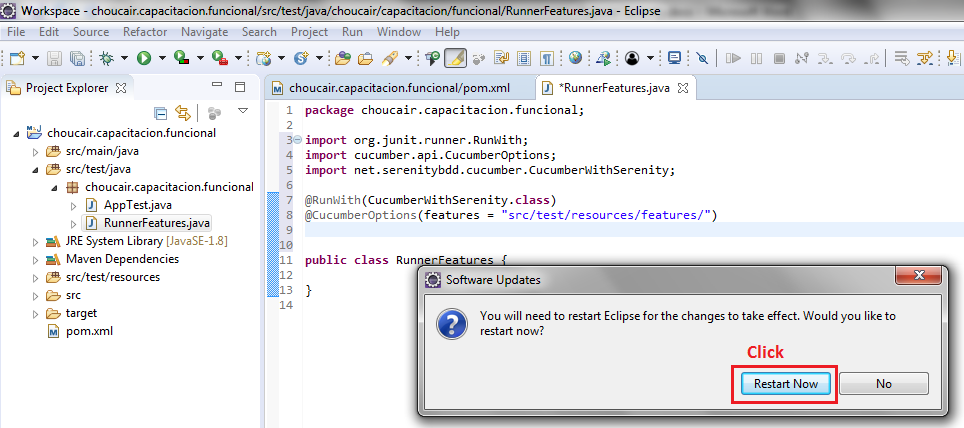 Workspace - choucair.capacitacion.funcional/src/test/java/choucair/capacitacion/funcional/RunnerFeatures.java - Eclipse
File Edit Source Refactor Navigate Search Project Run Window Help
Project Explorer
choucair.capacitacion.funcional
src/main/java
src/test/java
choucair.capacitacion.funcional
AppTest.java
RunnerFeatures.java
JRE System Library [JavaSE-1.8]
Maven Dependencies
src/test/resources
src
target
pom.xml
choucair.capacitacion.funcional/pom.xml *RunnerFeatures.java
1 package choucair.capacitacion.funcional;
2
3 import org.junit.runner.RunWith;
4 import cucumber.api.CucumberOptions;
5 import net.serenitybdd.cucumber.CucumberWithSerenity;
6
7 @RunWith(CucumberWithSerenity.class)
8 @CucumberOptions(features = "src/test/resources/features/")
9
10
11 public class RunnerFeatures {
12
13 }
14
Software Updates
You will need to restart Eclipse for the changes to take effect. Would you like to
restart now?
Click
Restart Now No